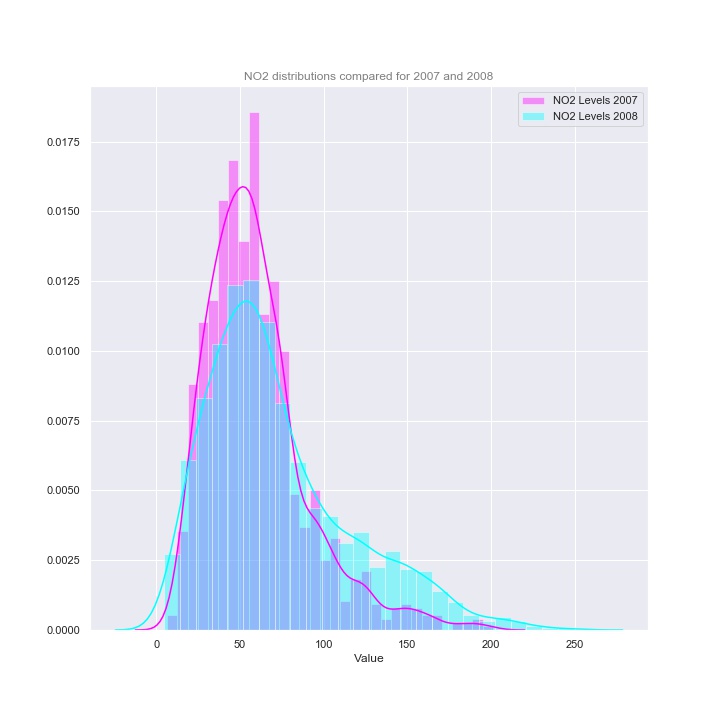 NO2 distributions compared for 2007 and 2008
NO2 Levels 2007
NO2 Levels 2008
0.0175
0.0150
0.0125
0.0100
0.0075
0.0050
0.0025
0.0000
0 50 100 150 200 250
Value